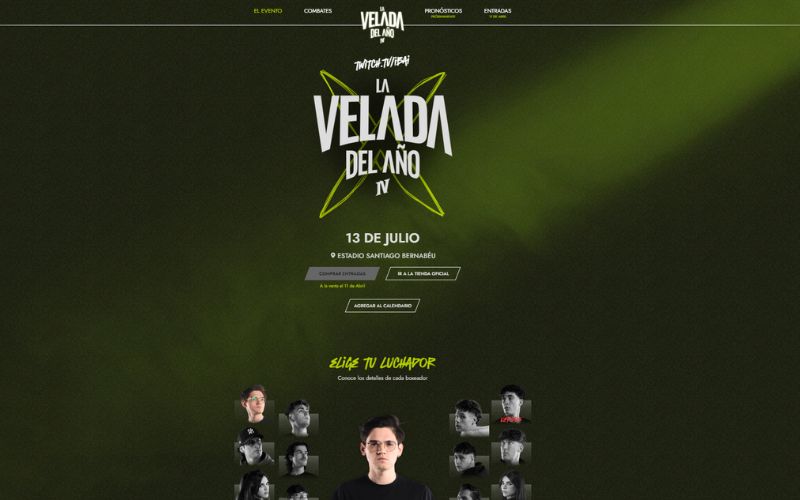 EL EVENTO
COMBATES
LA
VELADA
DEL AÑO
IV
PRONÓSTICOS
PRÓXIMAMENTE
ENTRADAS
11 DE ABRIL
TWITCH.TV/IBAI
LA
VELADA
DEL AÑO
IV
13 DE JULIO
ESTADIO SANTIAGO BERNABÉU
COMPRAR ENTRADAS
IR A LA TIENDA OFICIAL
A la venta el 11 de Abril
AGREGAR AL CALENDARIO
ELIGE TU LUCHADOR
Conoce los detalles de cada boxeador